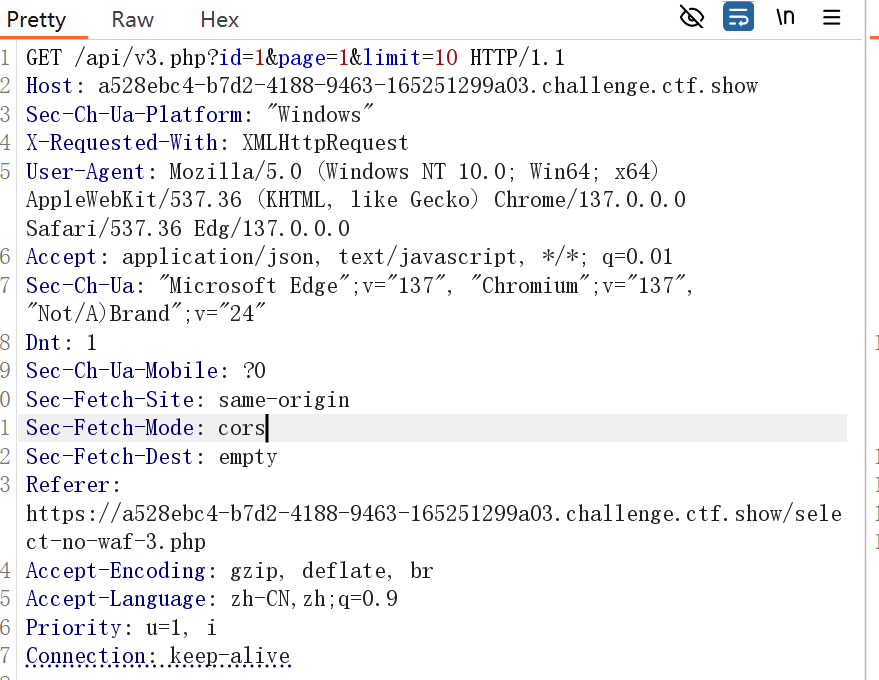 Pretty Raw Hex \n
1 GET /api/v3.php?id=1&page=1&limit=10 HTTP/1.1
2 Host: a528ebc4-b7d2-4188-9463-165251299a03.challenge.ctf.show
3 Sec-Ch-Ua-Platform: "Windows"
4 X-Requested-With: XMLHttpRequest
5 User-Agent: Mozilla/5.0 (Windows NT 10.0; Win64; x64)
AppleWebKit/537.36 (KHTML, like Gecko) Chrome/137.0.0.0
Safari/537.36 Edg/137.0.0.0
6 Accept: application/json, text/javascript, */*; q=0.01
7 Sec-Ch-Ua: "Microsoft Edge";v="137", "Chromium";v="137",
"Not/A)Brand";v="24"
8 Dnt: 1
9 Sec-Ch-Ua-Mobile: ?0
0 Sec-Fetch-Site: same-origin
1 Sec-Fetch-Mode: cors
2 Sec-Fetch-Dest: empty
3 Referer:
https://a528ebc4-b7d2-4188-9463-165251299a03.challenge.ctf.show/sele
ct-no-waf-3.php
4 Accept-Encoding: gzip, deflate, br
5 Accept-Language: zh-CN,zh;q=0.9
6 Priority: u=1, i
7 Connection: keep-alive